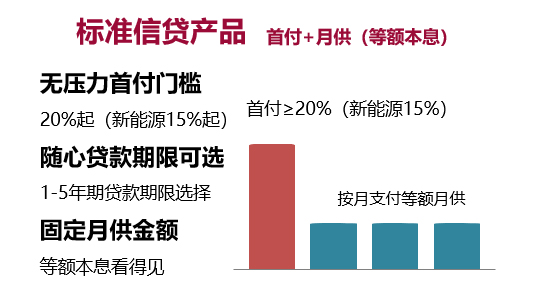 标准信贷产品 首付+月供（等额本息）
无压力首付门槛
20%起（新能源15%起）
随心贷款期限可选
1-5年期贷款期限选择
固定月供金额
等额本息看得见
首付≥20%（新能源15%）
按月支付等额月供